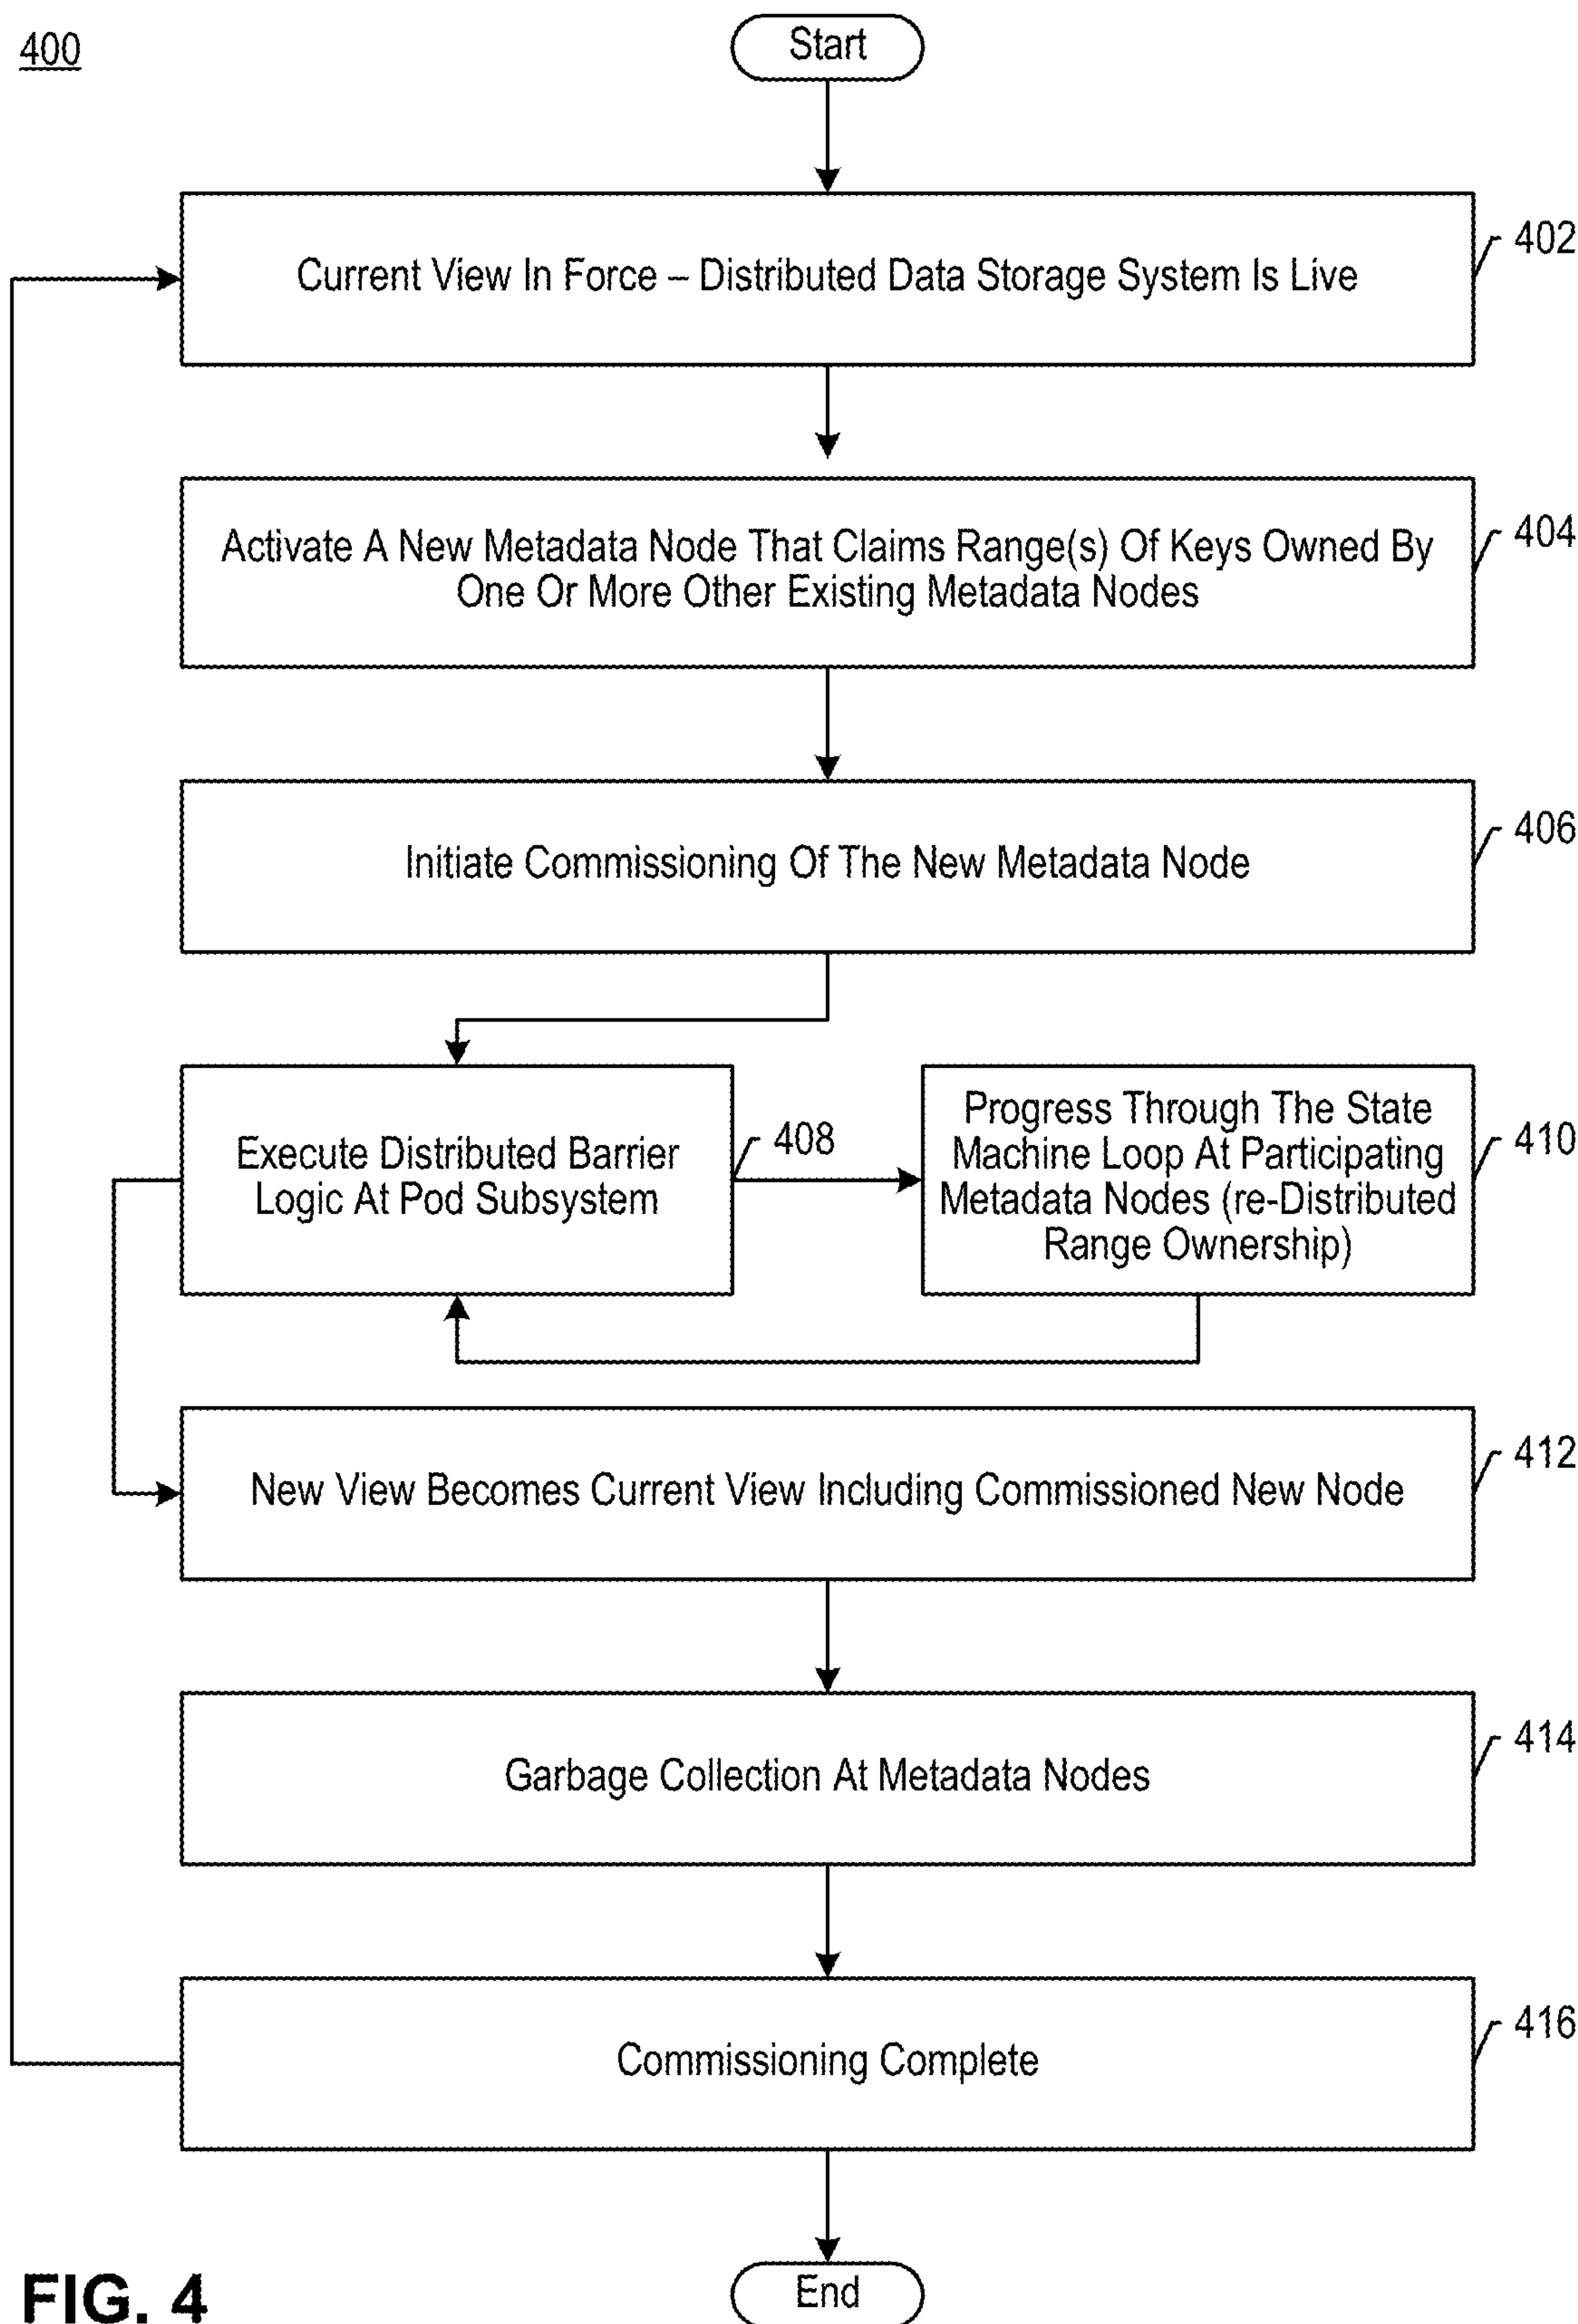 400
Start
Current View In Force – Distributed Data Storage System Is Live
402
Activate A New Metadata Node That Claims Range(s) Of Keys Owned By
One Or More Other Existing Metadata Nodes
404
Initiate Commissioning Of The New Metadata Node
406
Execute Distributed Barrier
Logic At Pod Subsystem
408
Progress Through The State
Machine Loop At Participating
Metadata Nodes (re-Distributed
Range Ownership)
410
New View Becomes Current View Including Commissioned New Node
412
Garbage Collection At Metadata Nodes
414
Commissioning Complete
416
End
FIG. 4